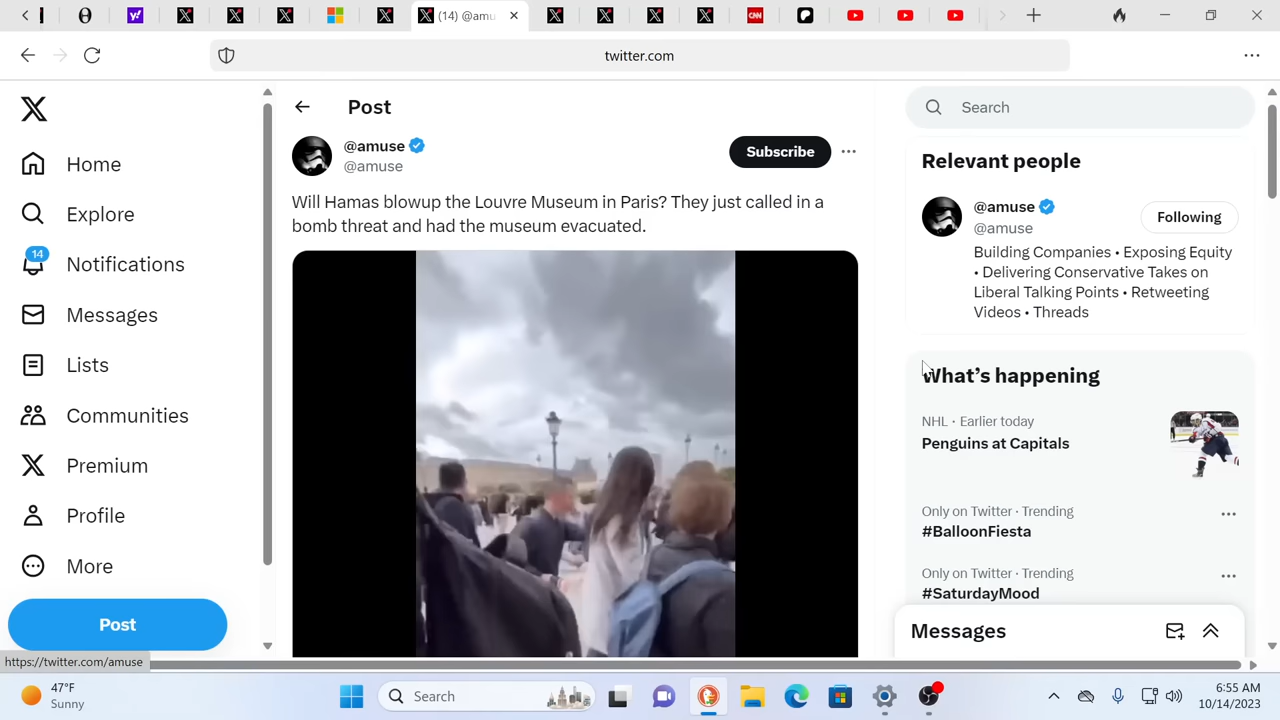 (14) @amu
CNN
twitter.com
Post
Search
@amuse
@amuse
Subscribe
Will Hamas blowup the Louvre Museum in Paris? They just called in a
bomb threat and had the museum evacuated.
Home
Explore
14
Notifications
Messages
Lists
Communities
Premium
Profile
More
Post
https://twitter.com/amuse
Relevant people
@amuse
@amuse
Following
Building Companies • Exposing Equity
• Delivering Conservative Takes on
Liberal Talking Points • Retweeting
Videos • Threads
What's happening
NHL · Earlier today
Penguins at Capitals
Only on Twitter · Trending
#BalloonFiesta
Only on Twitter · Trending
#SaturdayMood
Messages
47°F
Sunny
Search
6:55 AM
10/14/2023